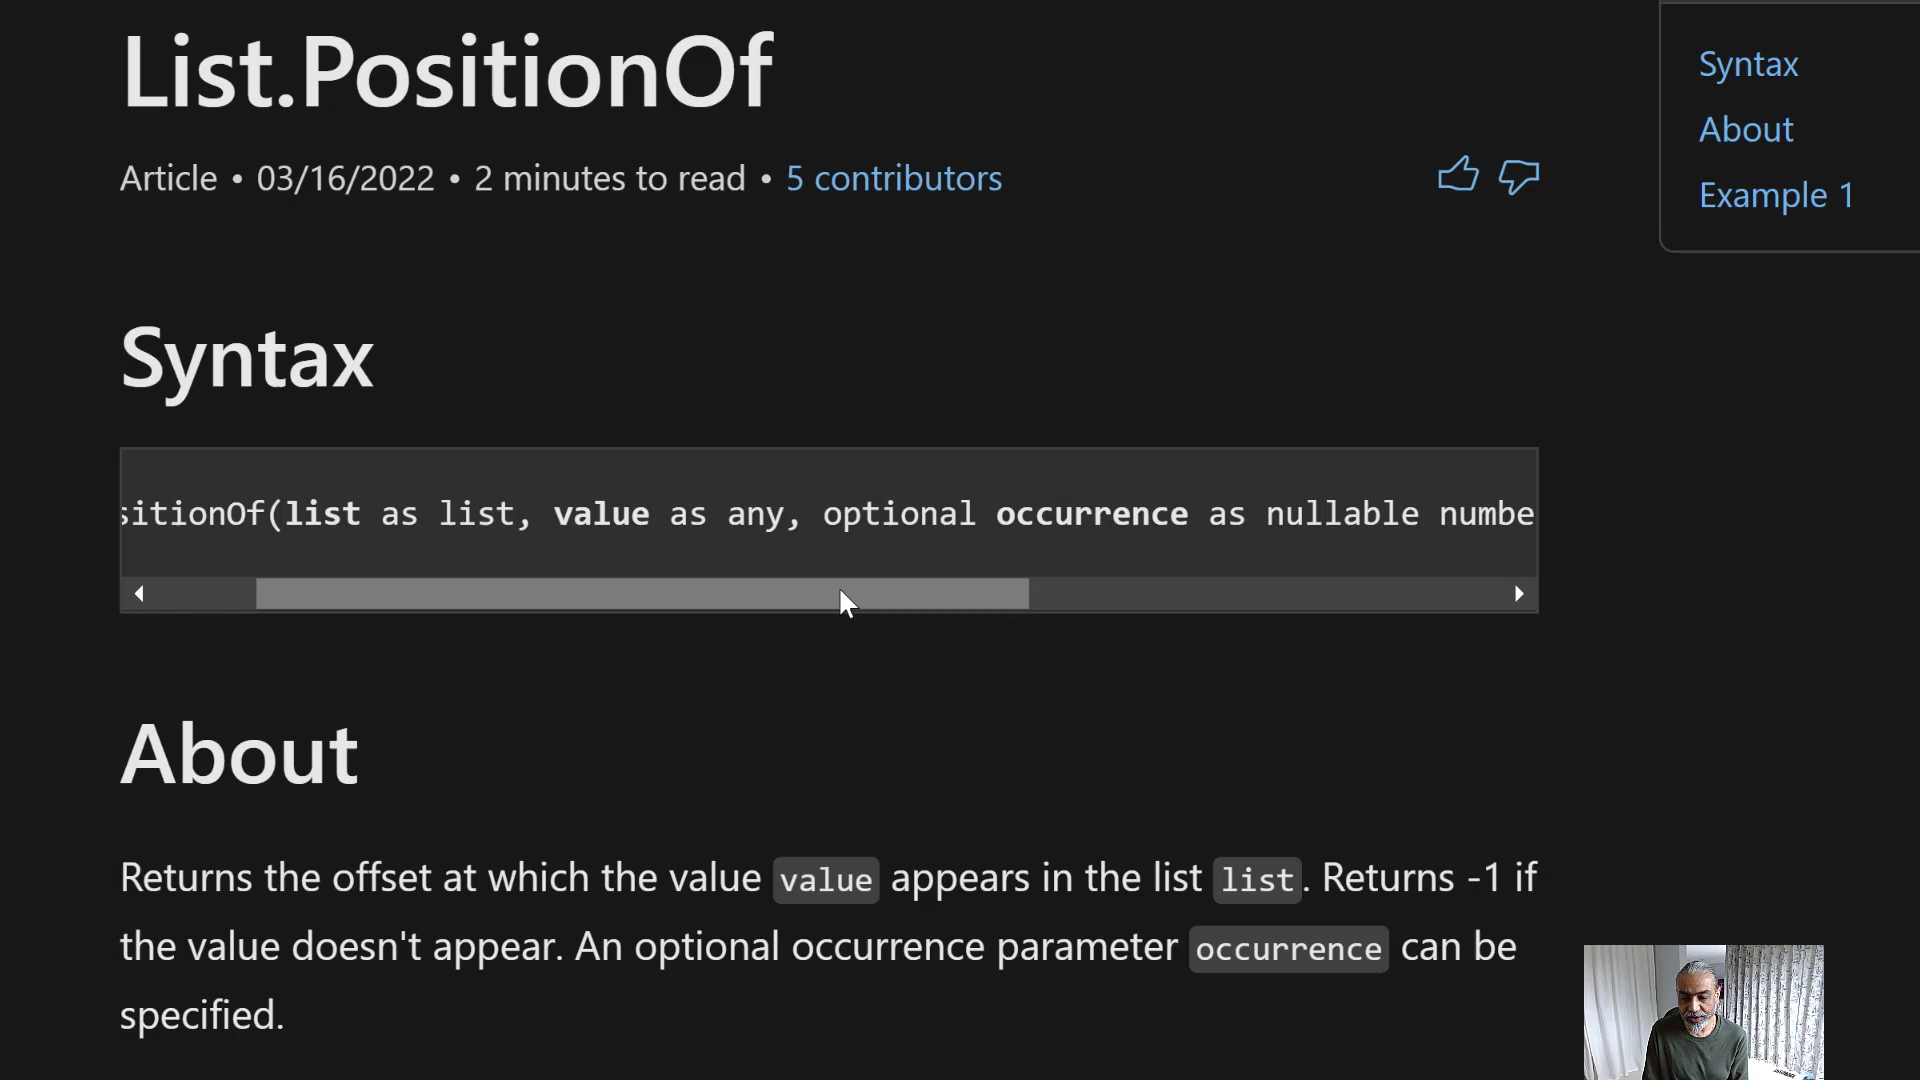 List.PositionOf
Article • 03/16/2022 • 2 minutes to read • 5 contributors
Syntax
About
Example 1
Syntax
sitionOf(list as list, value as any, optional occurrence as nullable numbe
About
Returns the offset at which the value value appears in the list list. Returns -1 if
the value doesn't appear. An optional occurrence parameter occurrence can be
specified.